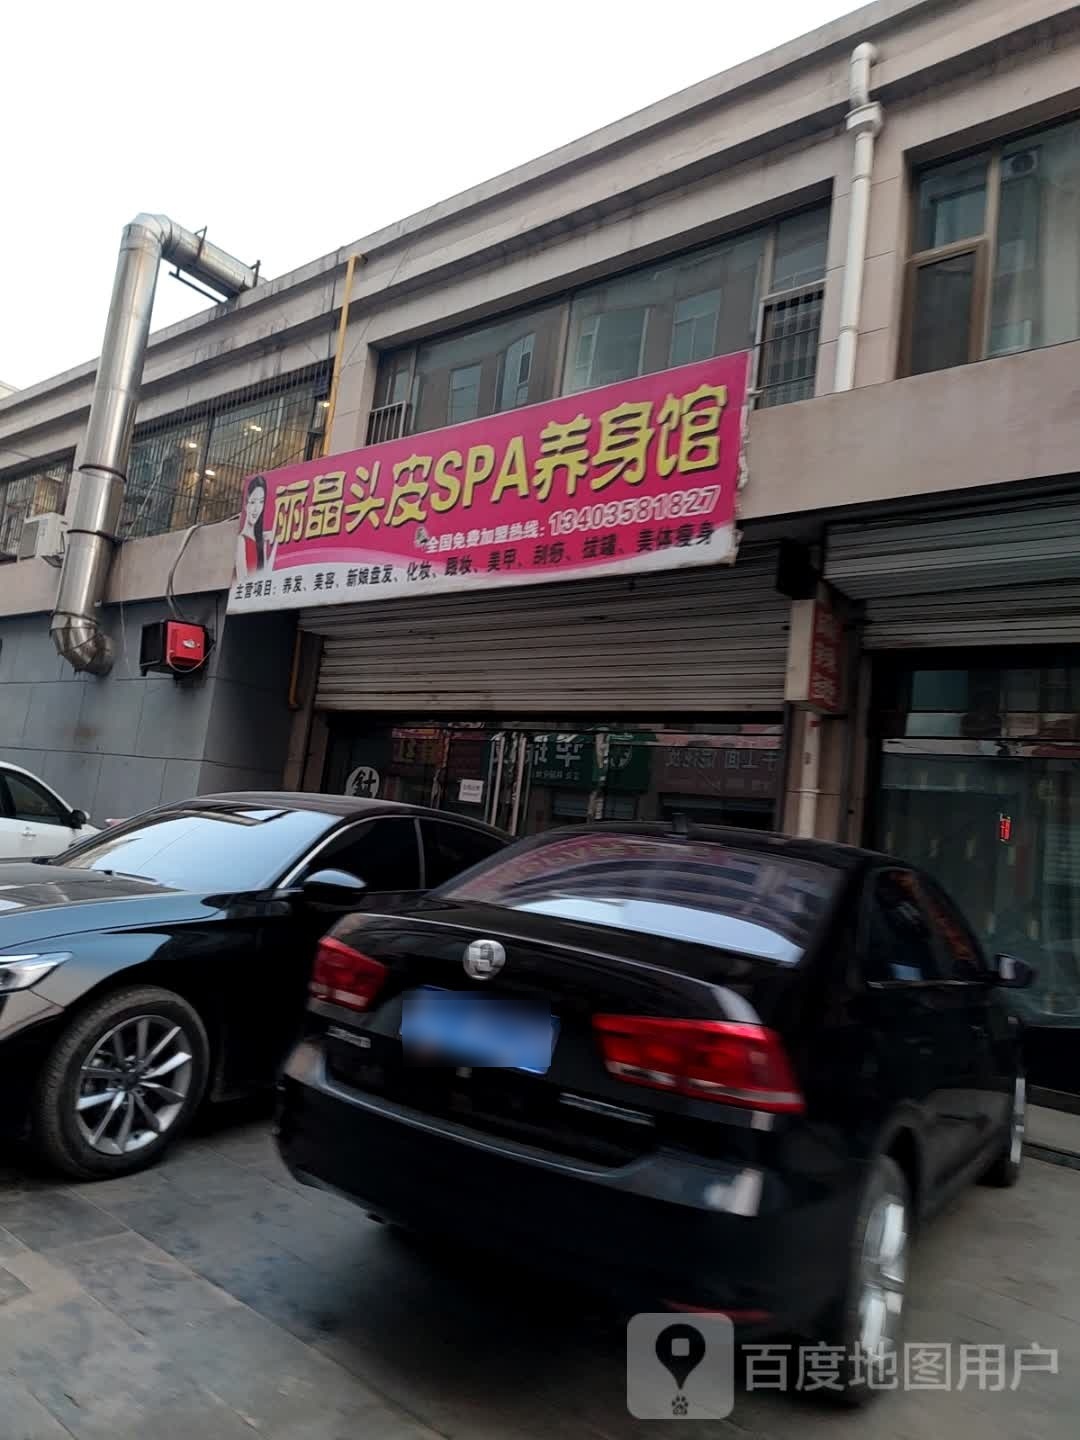 丽晶头皮SPA养身馆
全国免费加盟热线：13403581827
主营项目：养发、美容、新娘盘发、化妆、跟妆、美甲、刮痧、拔罐、美体瘦身
百度地图用户